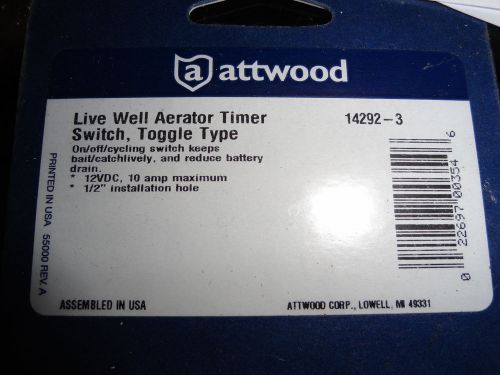 a attwood
Live Well Aerator Timer 14292-3
Switch, Toggle Type
On/off/cycling switch keeps
bait/catchlively, and reduce battery
drain.
* 12VDC, 10 amp maximum
* 1/2" installation hole
0 22697 00354 6
PRINTED IN USA 55000 REV. A
ASSEMBLED IN USA ATTWOOD CORP., LOWELL, MI 49331